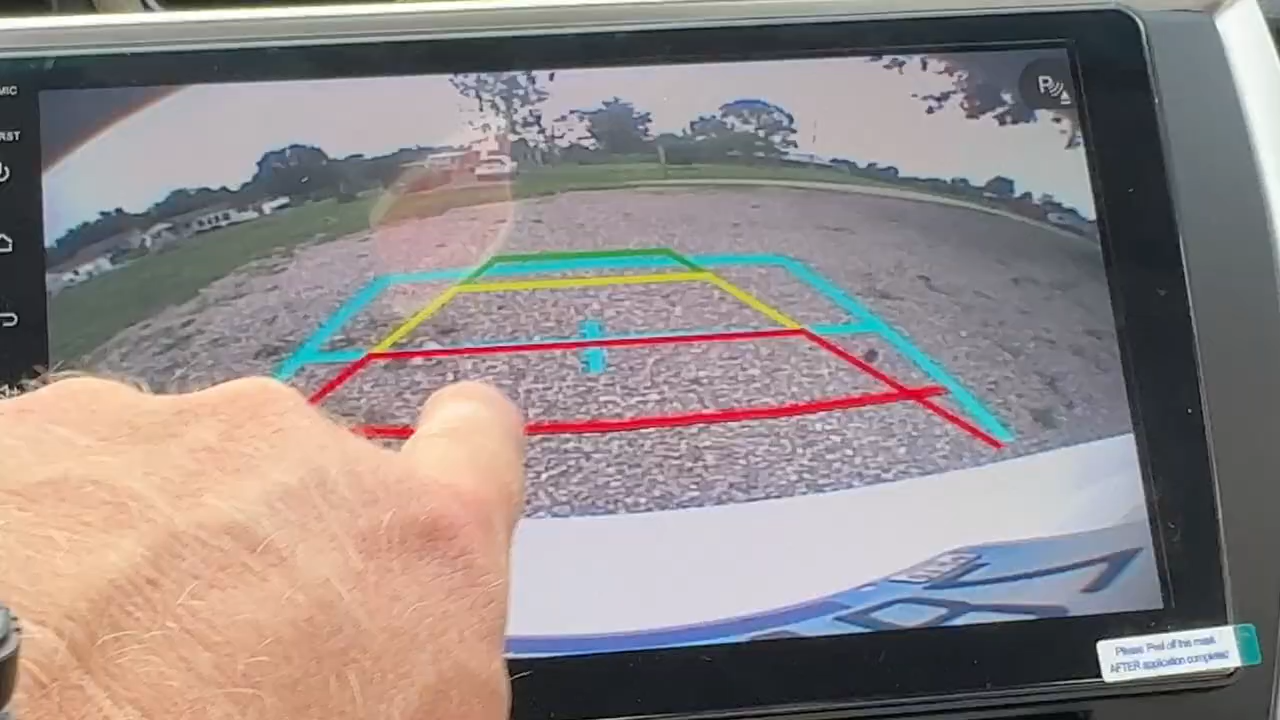 MIC
RST
P
Please Peel off this mask
AFTER application completed